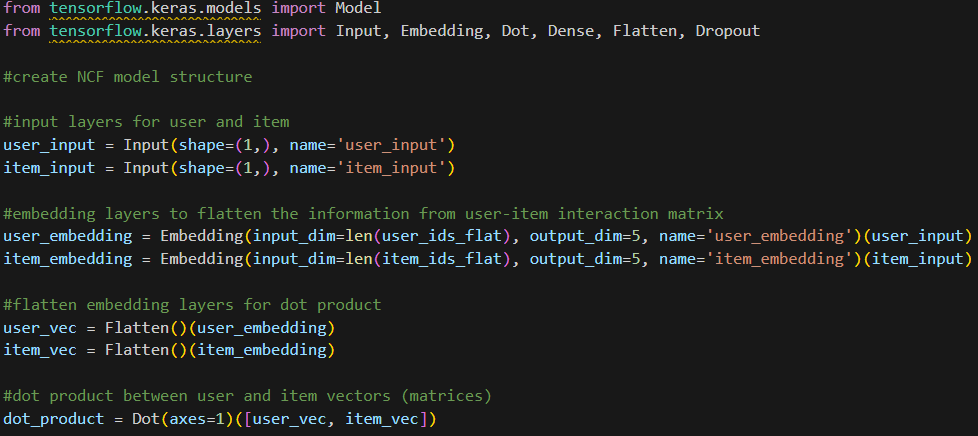 from tensorflow.keras.models import Model
from tensorflow.keras.layers import Input, Embedding, Dot, Dense, Flatten, Dropout
#create NCF model structure
#input layers for user and item
user_input = Input(shape=(1,), name='user_input')
item_input = Input(shape=(1,), name='item_input')
#embedding layers to flatten the information from user-item interaction matrix
user_embedding = Embedding(input_dim=len(user_ids_flat), output_dim=5, name='user_embedding')(user_input)
item_embedding = Embedding(input_dim=len(item_ids_flat), output_dim=5, name='item_embedding')(item_input)
#flatten embedding layers for dot product
user_vec = Flatten()(user_embedding)
item_vec = Flatten()(item_embedding)
#dot product between user and item vectors (matrices)
dot_product = Dot(axes=1)([user_vec, item_vec])